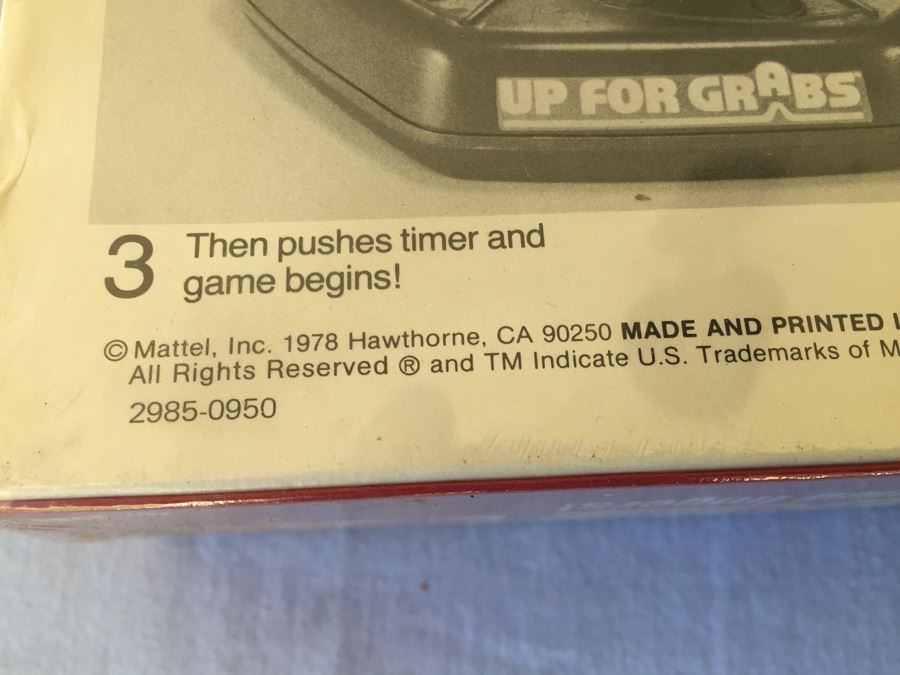 UP FOR GRABS
3 Then pushes timer and
game begins!
© Mattel, Inc. 1978 Hawthorne, CA 90250 MADE AND PRINTED I
All Rights Reserved ® and TM Indicate U.S. Trademarks of M
2985-0950